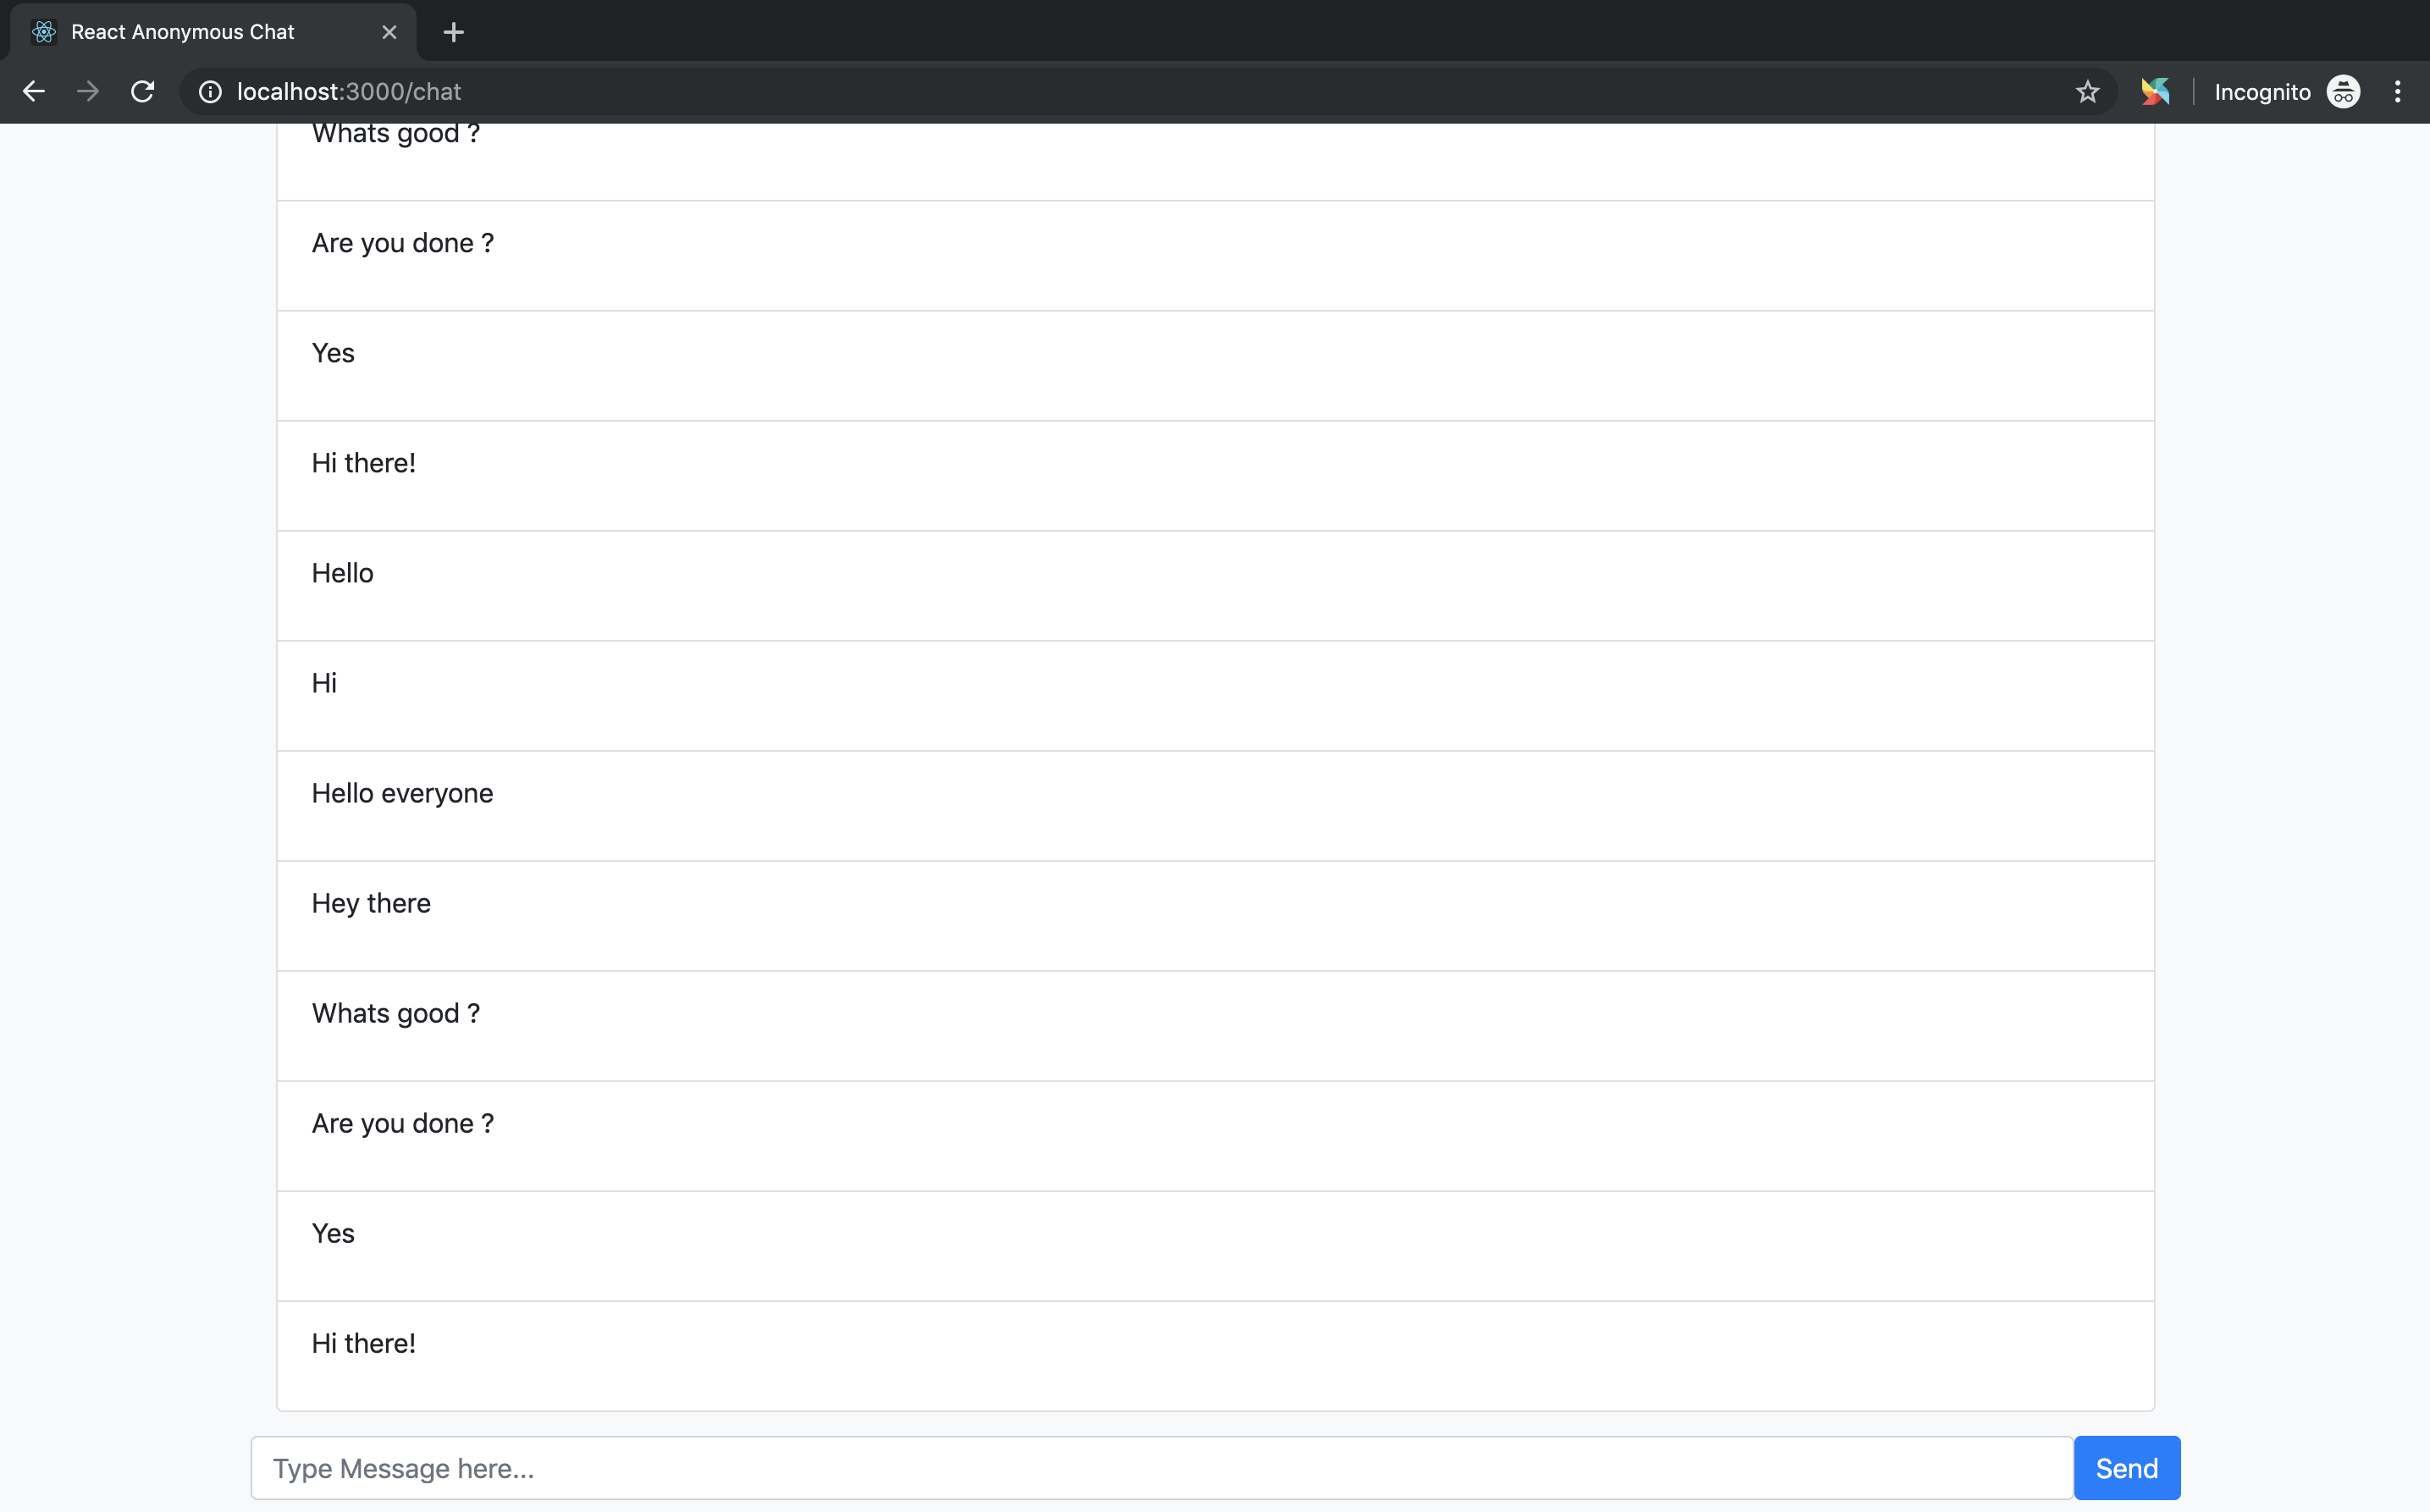 React Anonymous Chat
localhost:3000/chat
Incognito
Whats good ?
Are you done ?
Yes
Hi there!
Hello
Hi
Hello everyone
Hey there
Whats good ?
Are you done ?
Yes
Hi there!
Type Message here...
Send